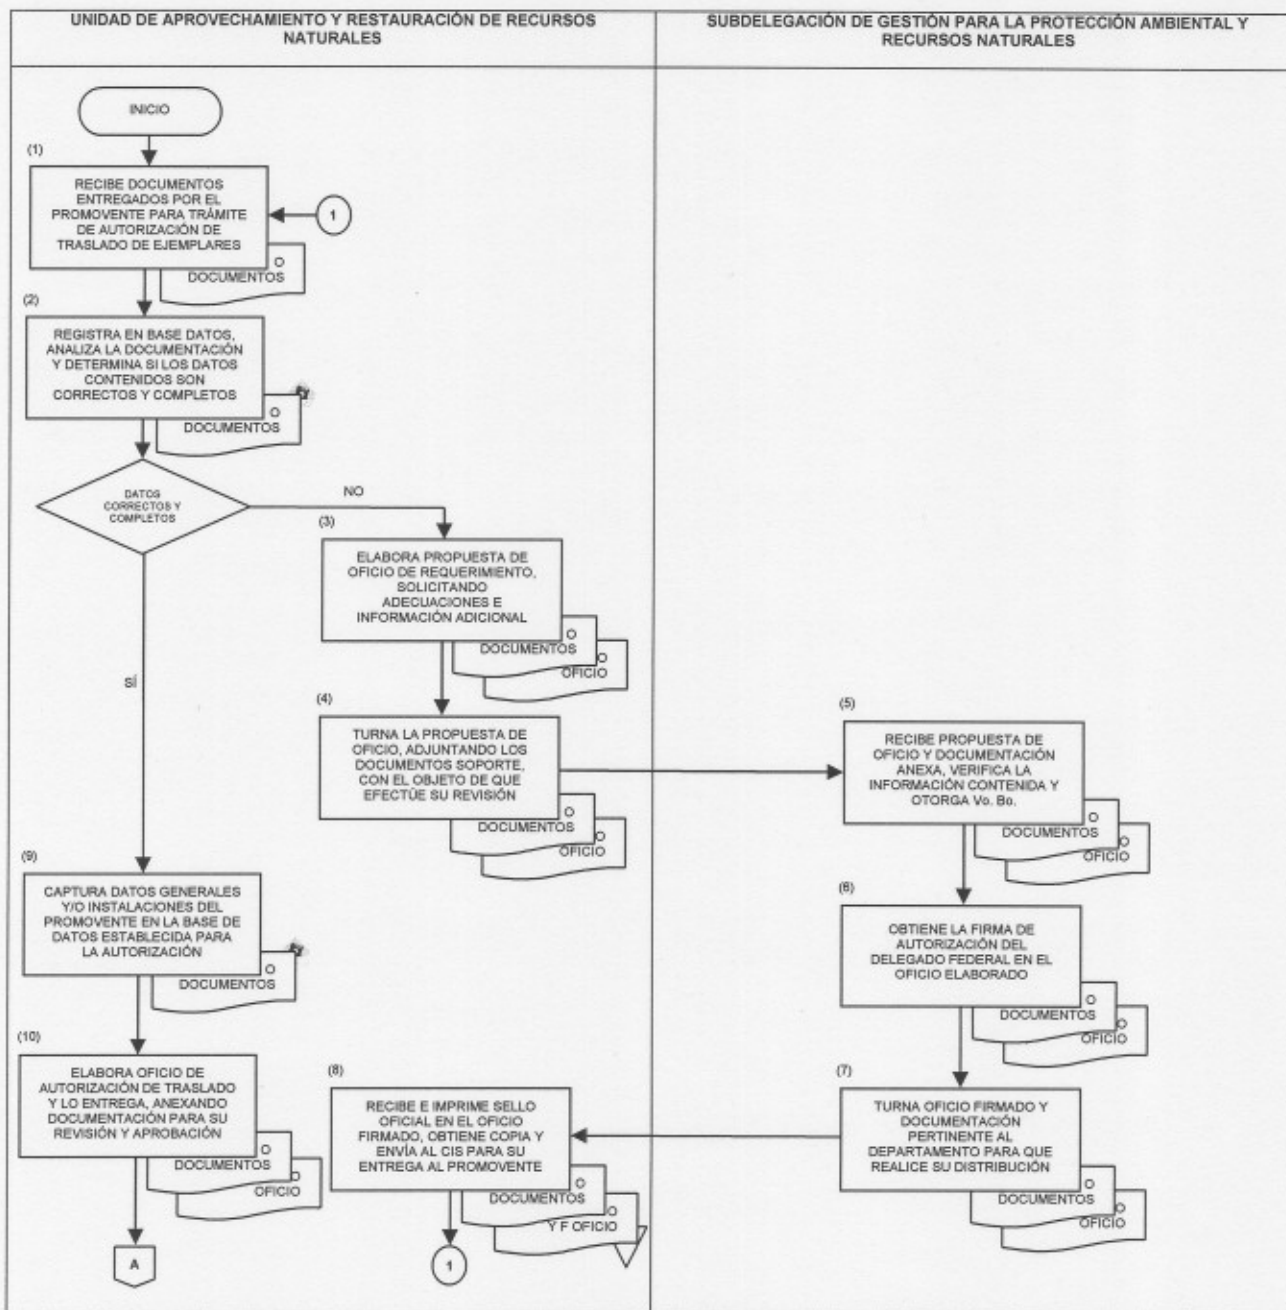 UNIDAD DE APROVECHAMIENTO Y RESTAURACIÓN DE RECURSOS
NATURALES
SUBDELEGACIÓN DE GESTIÓN PARA LA PROTECCIÓN AMBIENTAL Y
RECURSOS NATURALES
INICIO
(1)
RECIBE DOCUMENTOS
ENTREGADOS POR EL
PROMOVENTE PARA TRÁMITE
DE AUTORIZACIÓN DE
TRASLADO DE EJEMPLARES
1
O
DOCUMENTOS
(2)
REGISTRA EN BASE DATOS,
ANALIZA LA DOCUMENTACIÓN
Y DETERMINA SI LOS DATOS
CONTENIDOS SON
CORRECTOS Y COMPLETOS
O
DOCUMENTOS
DATOS
CORRECTOS Y
COMPLETOS
NO
SÍ
(3)
ELABORA PROPUESTA DE
OFICIO DE REQUERIMIENTO,
SOLICITANDO
ADECUACIONES E
INFORMACIÓN ADICIONAL
O
DOCUMENTOS
O
OFICIO
(4)
TURNA LA PROPUESTA DE
OFICIO, ADJUNTANDO LOS
DOCUMENTOS SOPORTE,
CON EL OBJETO DE QUE
EFECTÚE SU REVISIÓN
O
DOCUMENTOS
O
OFICIO
(5)
RECIBE PROPUESTA DE
OFICIO Y DOCUMENTACIÓN
ANEXA, VERIFICA LA
INFORMACIÓN CONTENIDA Y
OTORGA Vo. Bo.
O
DOCUMENTOS
O
OFICIO
(6)
OBTIENE LA FIRMA DE
AUTORIZACIÓN DEL
DELEGADO FEDERAL EN EL
OFICIO ELABORADO
O
DOCUMENTOS
O
OFICIO
(7)
TURNA OFICIO FIRMADO Y
DOCUMENTACIÓN
PERTINENTE AL
DEPARTAMENTO PARA QUE
REALICE SU DISTRIBUCIÓN
O
DOCUMENTOS
O
OFICIO
(8)
RECIBE E IMPRIME SELLO
OFICIAL EN EL OFICIO
FIRMADO, OBTIENE COPIA Y
ENVÍA AL CIS PARA SU
ENTREGA AL PROMOVENTE
O
DOCUMENTOS
O
Y F OFICIO
1
(9)
CAPTURA DATOS GENERALES
Y/O INSTALACIONES DEL
PROMOVENTE EN LA BASE DE
DATOS ESTABLECIDA PARA
LA AUTORIZACIÓN
O
DOCUMENTOS
(10)
ELABORA OFICIO DE
AUTORIZACIÓN DE TRASLADO
Y LO ENTREGA, ANEXANDO
DOCUMENTACIÓN PARA SU
REVISIÓN Y APROBACIÓN
O
DOCUMENTOS
O
OFICIO
A